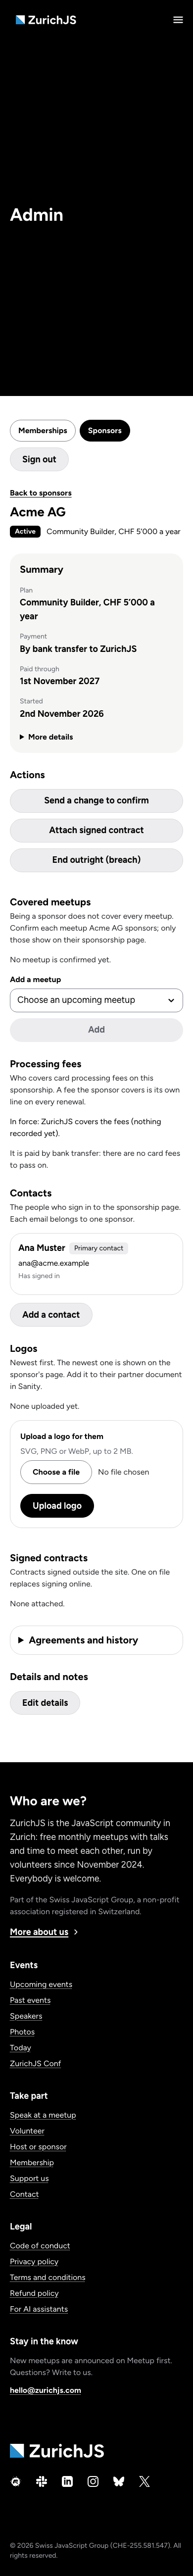 ZurichJS
Admin
Memberships
Sponsors
Sign out
Back to sponsors
Acme AG
Active
Community Builder, CHF 5'000 a year
Summary
Plan
Community Builder, CHF 5'000 a
year
Payment
By bank transfer to ZurichJS
Paid through
1st November 2027
Started
2nd November 2026
More details
Actions
Send a change to confirm
Attach signed contract
End outright (breach)
Covered meetups
Being a sponsor does not cover every meetup.
Confirm each meetup Acme AG sponsors; only
those show on their sponsorship page.
No meetup is confirmed yet.
Add a meetup
Choose an upcoming meetup
Add
Processing fees
Who covers card processing fees on this
sponsorship. A fee the sponsor covers is its own
line on every renewal.
In force: ZurichJS covers the fees (nothing
recorded yet).
It is paid by bank transfer: there are no card fees
to pass on.
Contacts
The people who sign in to the sponsorship page.
Each email belongs to one sponsor.
Ana Muster
Primary contact
ana@acme.example
Has signed in
Add a contact
Logos
Newest first. The newest one is shown on the
sponsor's page. Add it to their partner document
in Sanity.
None uploaded yet.
Upload a logo for them
SVG, PNG or WebP, up to 2 MB.
Choose a file
No file chosen
Upload logo
Signed contracts
Contracts signed outside the site. One on file
replaces signing online.
None attached.
Agreements and history
Details and notes
Edit details
Who are we?
ZurichJS is the JavaScript community in
Zurich: free monthly meetups with talks
and time to meet each other, run by
volunteers since November 2024.
Everybody is welcome.
Part of the Swiss JavaScript Group, a non-profit
association registered in Switzerland.
More about us
Events
Upcoming events
Past events
Speakers
Photos
Today
ZurichJS Conf
Take part
Speak at a meetup
Volunteer
Host or sponsor
Membership
Support us
Contact
Legal
Code of conduct
Privacy policy
Terms and conditions
Refund policy
For AI assistants
Stay in the know
New meetups are announced on Meetup first.
Questions? Write to us.
hello@zurichjs.com
ZurichJS
© 2026 Swiss JavaScript Group (CHE-255.581.547). All
rights reserved.